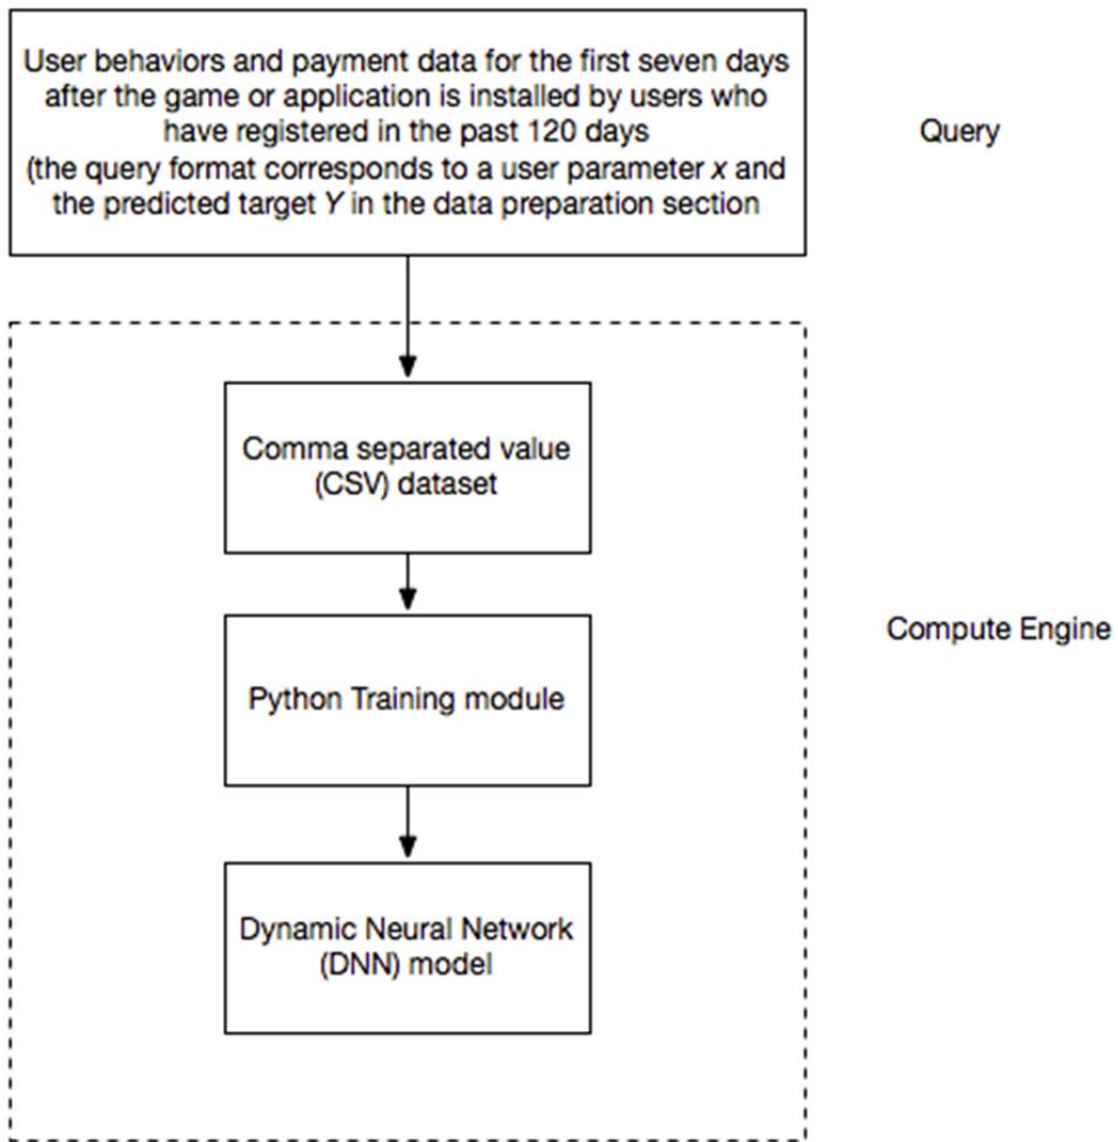 User behaviors and payment data for the first seven days
after the game or application is installed by users who
have registered in the past 120 days
(the query format corresponds to a user parameter x and
the predicted target Y in the data preparation section
Query
Comma separated value
(CSV) dataset
Python Training module
Compute Engine
Dynamic Neural Network
(DNN) model